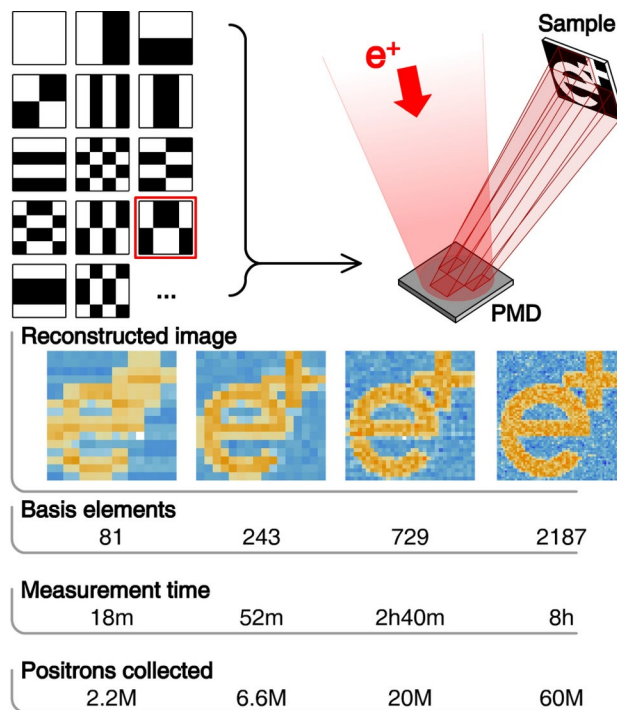 Sample
e⁺
PMD
...
Reconstructed image
e⁺ e⁺ e⁺ e⁺
Basis elements
81 243 729 2187
Measurement time
18m 52m 2h40m 8h
Positrons collected
2.2M 6.6M 20M 60M